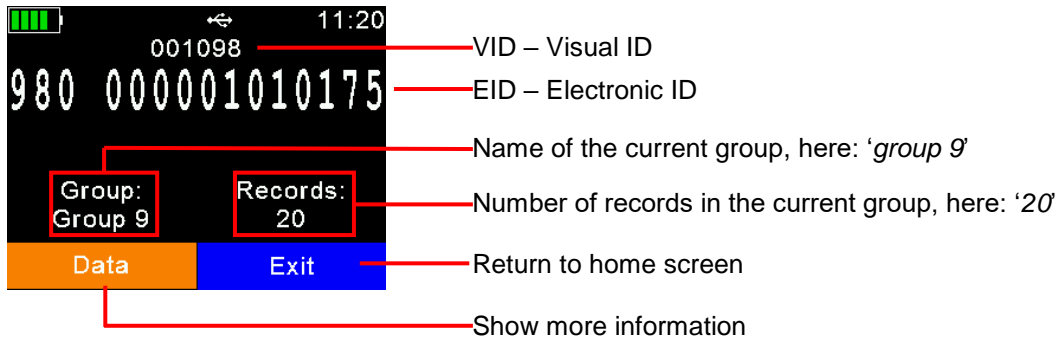 11:20
001098
VID – Visual ID
980 000001010175
EID – Electronic ID
Name of the current group, here: ‘group 9’
Group:
Group 9
Records:
20
Number of records in the current group, here: ‘20’
Data
Exit
Return to home screen
Show more information